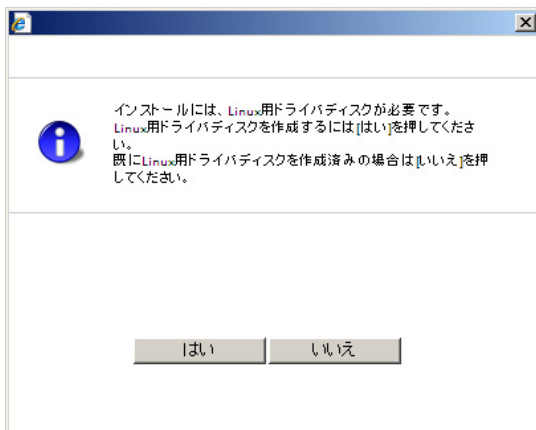 インストールには、Linux用ドライバディスクが必要です。
Linux用ドライバディスクを作成するには[はい]を押してくださ
い。
既にLinux用ドライバディスクを作成済みの場合は[いいえ]を押
してください。
はい
いいえ